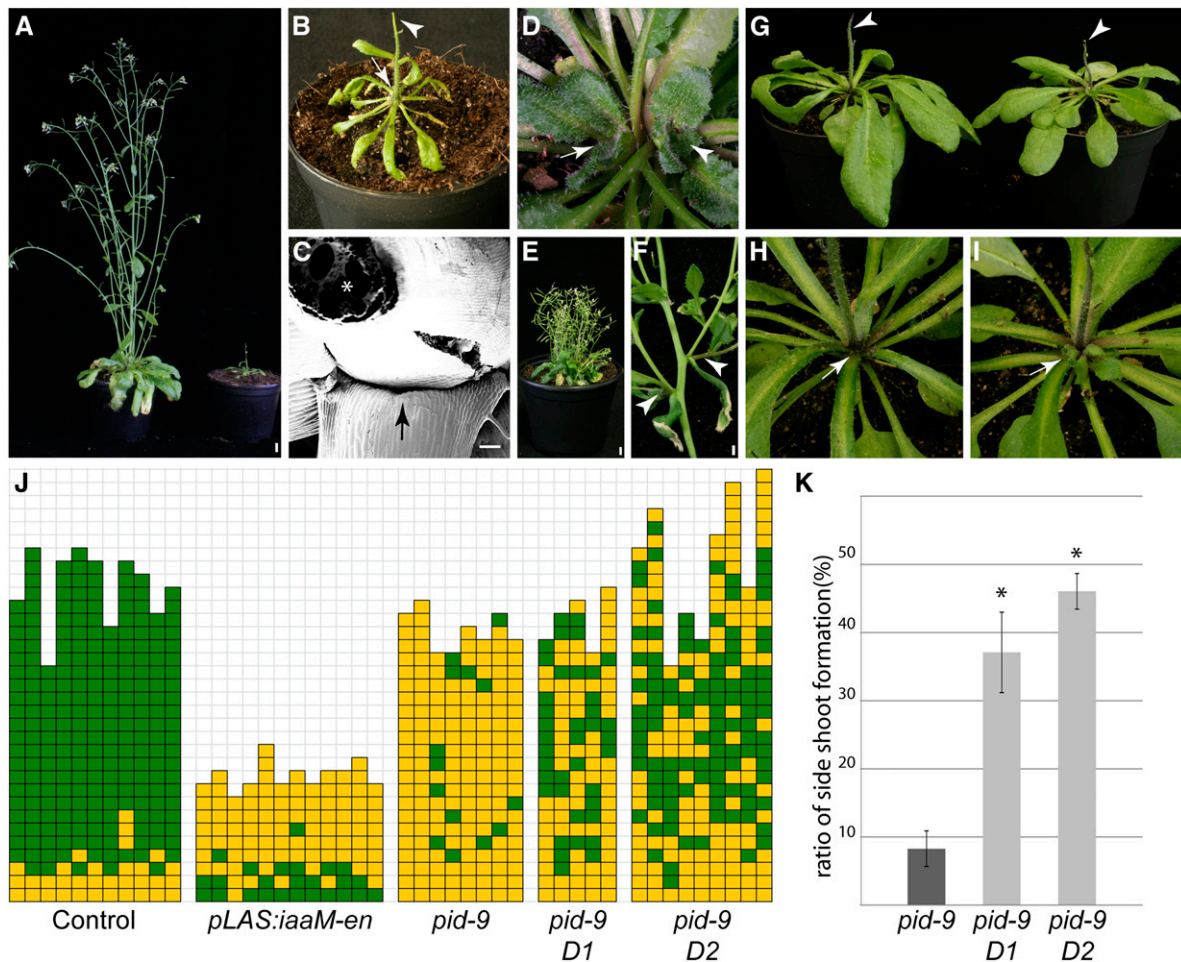 A
B
D
G
C
*
E
F
H
I
J
K
ratio of side shoot formation(%)
50
40
30
20
10
*
*
Control
pLAS:iaaM-en
pid-9
pid-9
D1
pid-9
D2
pid-9
pid-9
D1
pid-9
D2